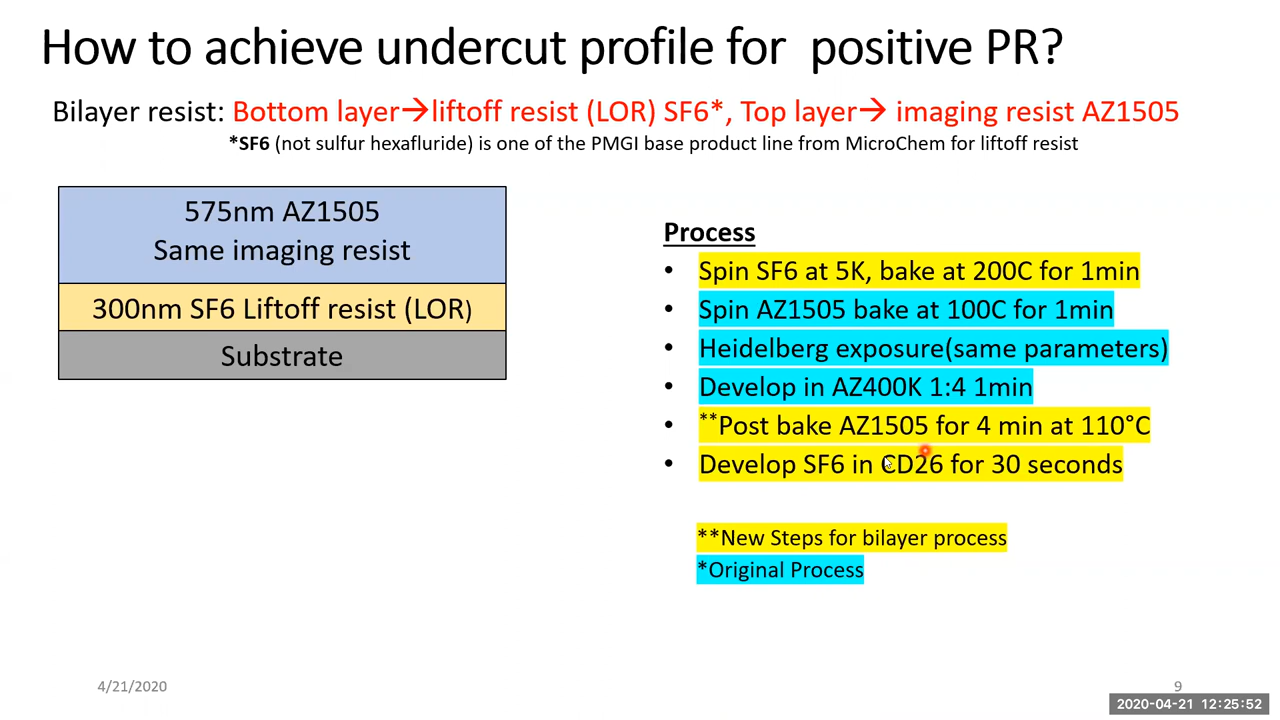 How to achieve undercut profile for positive PR?
Bilayer resist: Bottom layer→liftoff resist (LOR) SF6*, Top layer→ imaging resist AZ1505
*SF6 (not sulfur hexafluride) is one of the PMGI base product line from MicroChem for liftoff resist
575nm AZ1505
Same imaging resist
300nm SF6 Liftoff resist (LOR)
Substrate
Process
• Spin SF6 at 5K, bake at 200C for 1min
• Spin AZ1505 bake at 100C for 1min
• Heidelberg exposure(same parameters)
• Develop in AZ400K 1:4 1min
• **Post bake AZ1505 for 4 min at 110°C
• Develop SF6 in CD26 for 30 seconds
**New Steps for bilayer process
*Original Process
4/21/2020
9
2020-04-21 12:25:52